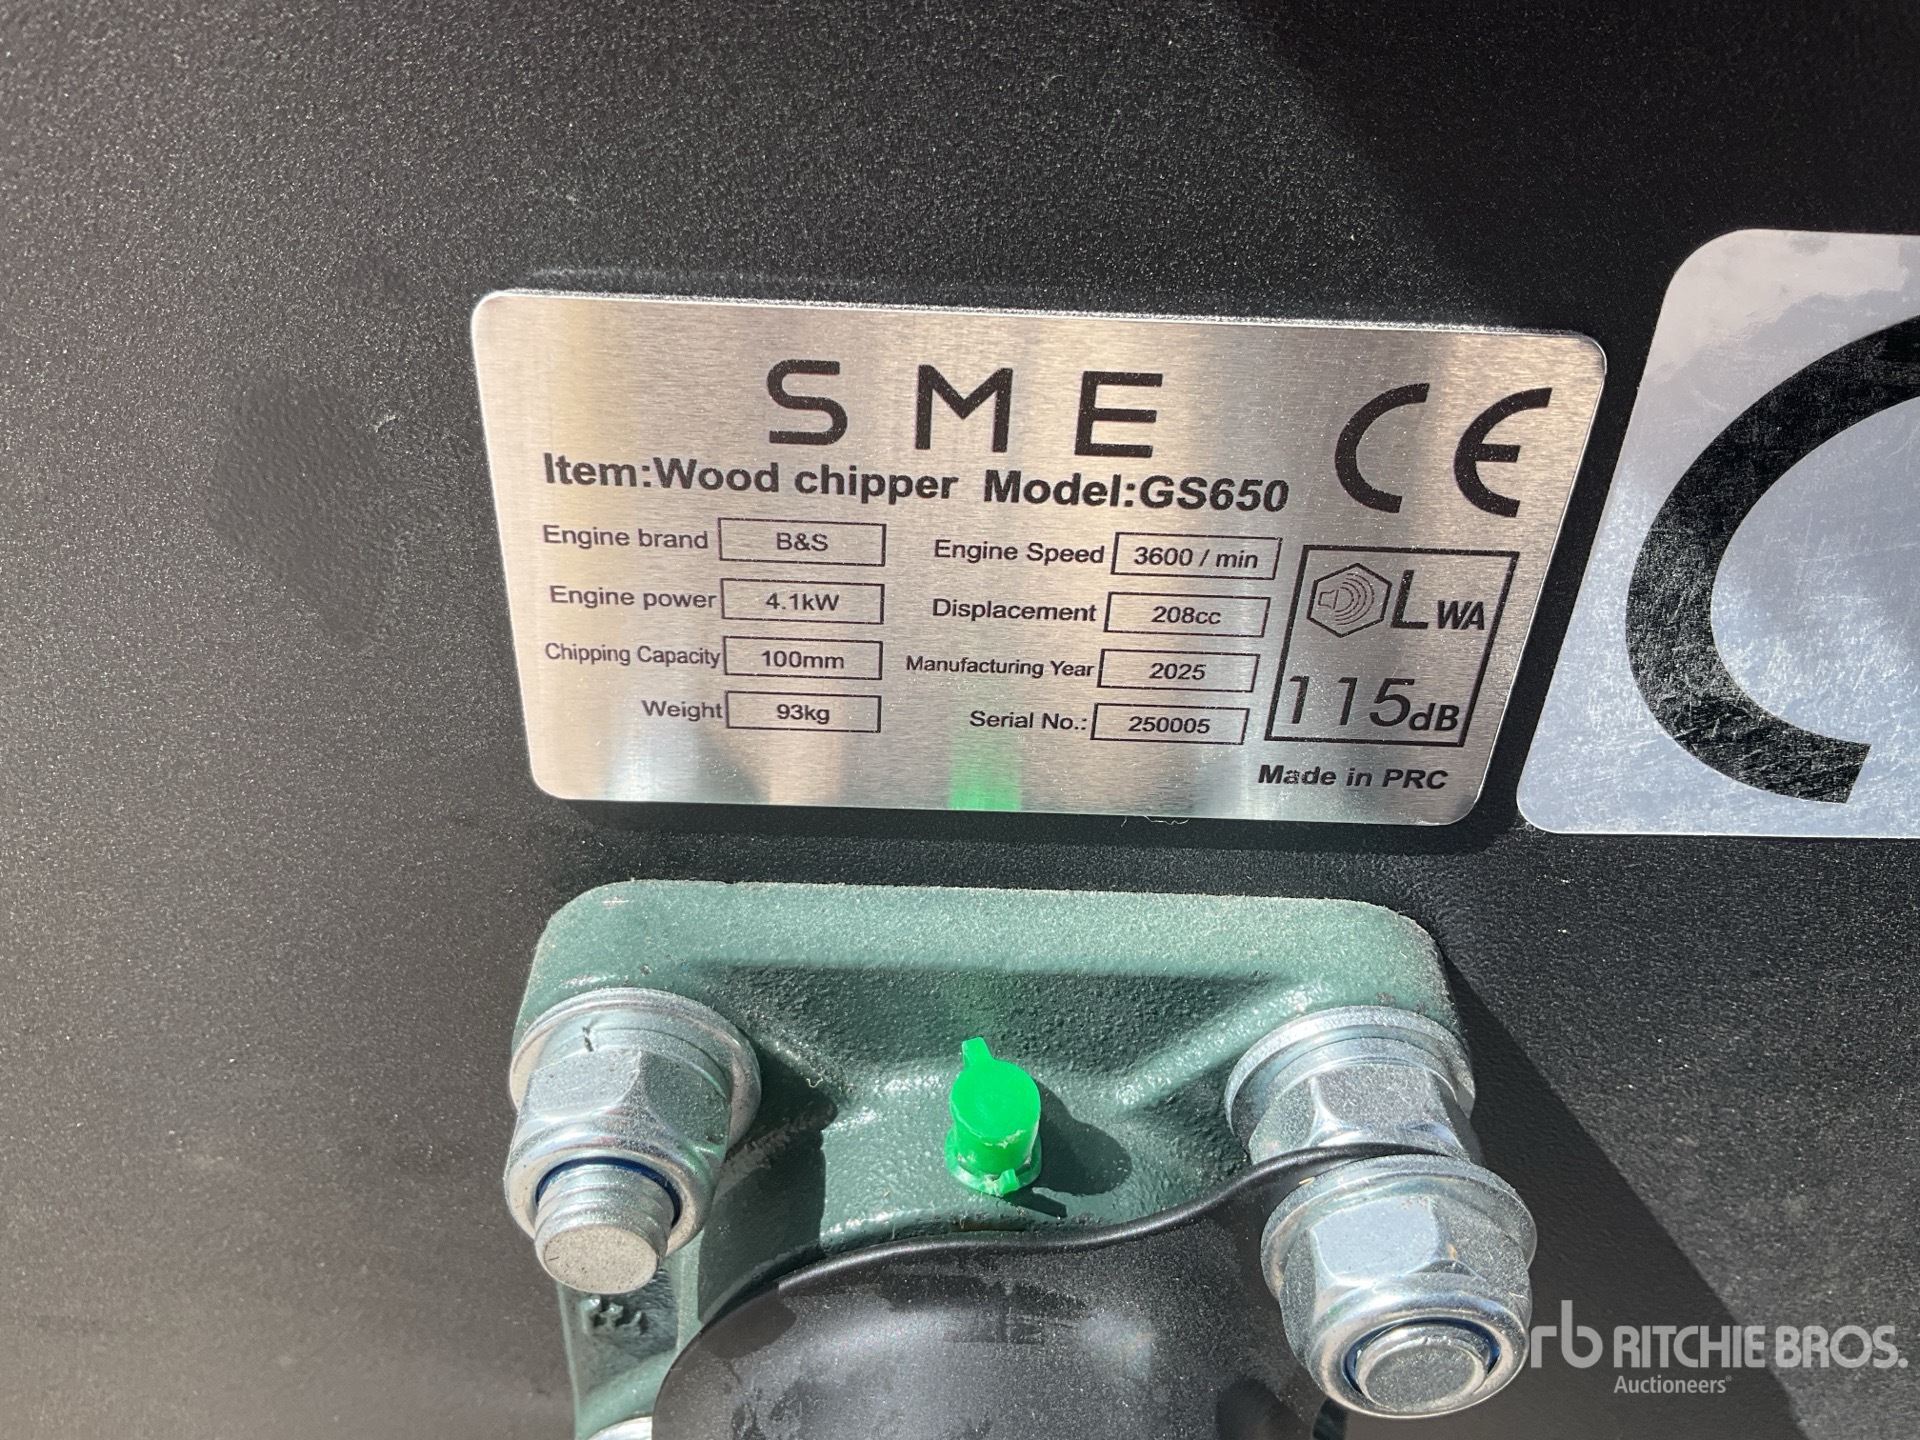 SME
CE
Item:Wood chipper Model:GS650
Engine brand B&S
Engine Speed 3600 / min
Engine power 4.1kW
Displacement 208cc
Chipping Capacity 100mm
Manufacturing Year 2025
Weight 93kg
Serial No.: 250005
LWA
115dB
Made in PRC
rb RITCHIE BROS.
Auctioneers